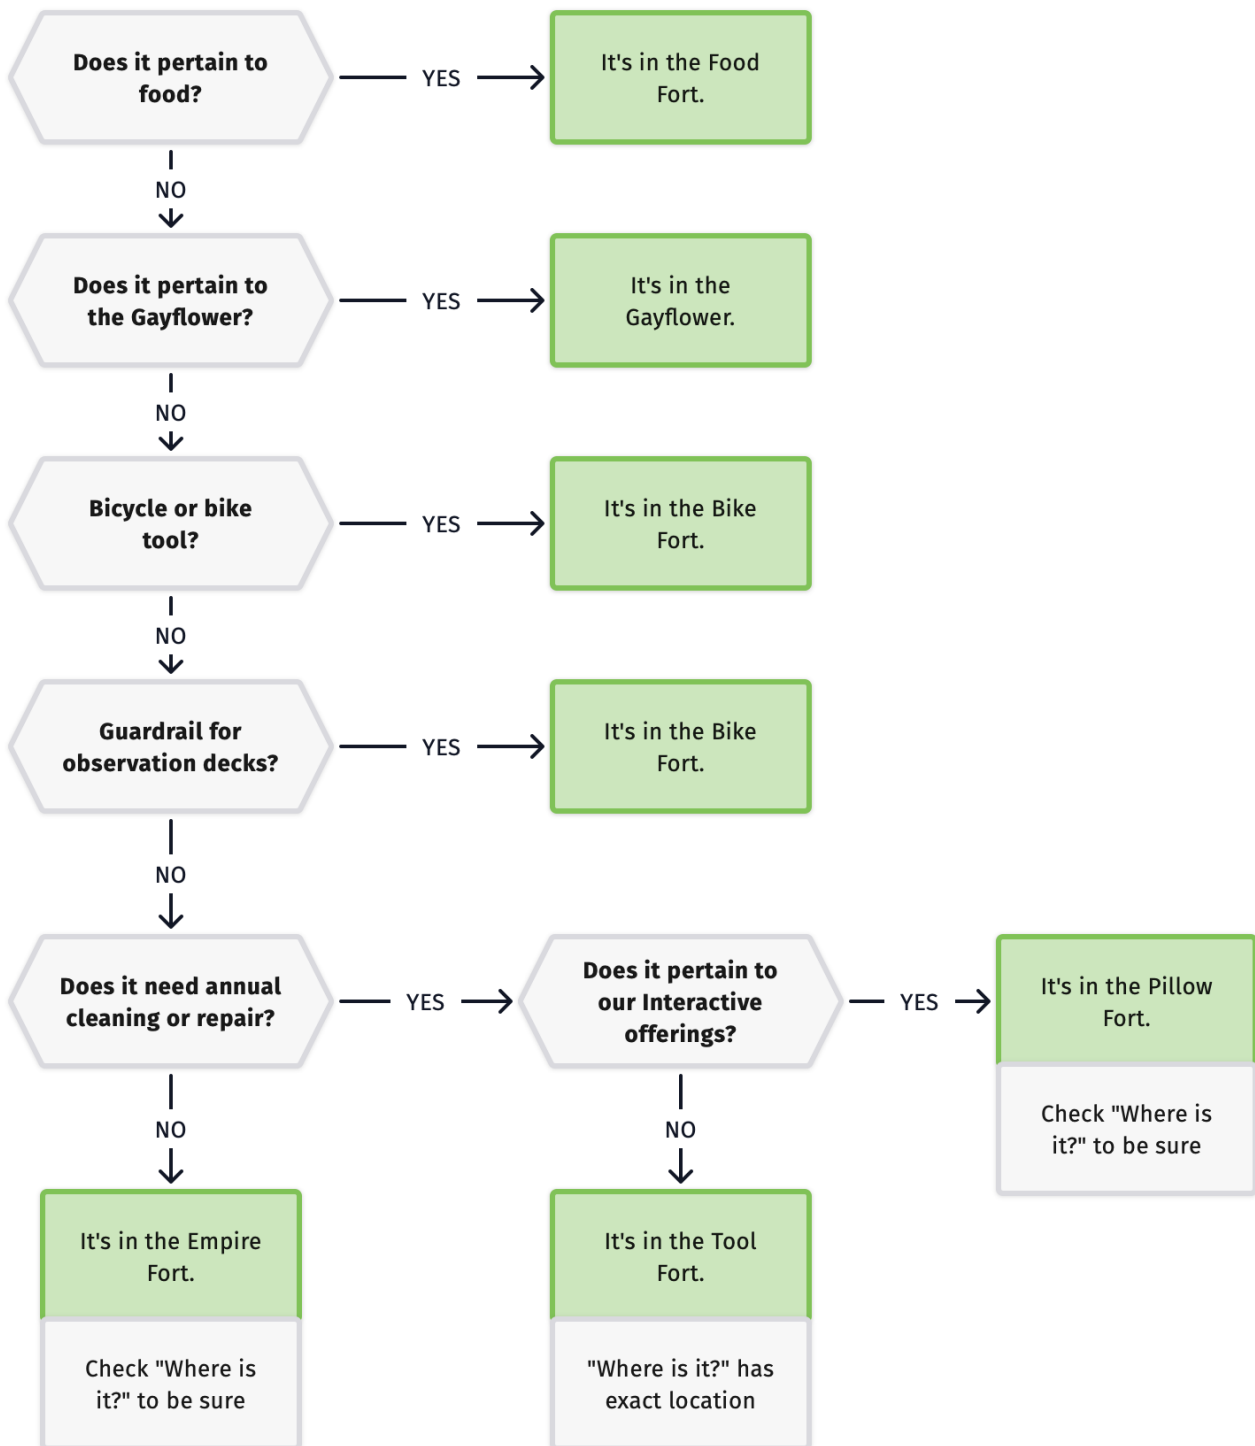 Does it pertain to
food?
YES
It's in the Food
Fort.
NO
Does it pertain to
the Gayflower?
YES
It's in the
Gayflower.
NO
Bicycle or bike
tool?
YES
It's in the Bike
Fort.
NO
Guardrail for
observation decks?
YES
It's in the Bike
Fort.
NO
Does it need annual
cleaning or repair?
YES
Does it pertain to
our Interactive
offerings?
YES
It's in the Pillow
Fort.
Check "Where is
it?" to be sure
NO
It's in the Empire
Fort.
Check "Where is
it?" to be sure
NO
It's in the Tool
Fort.
"Where is it?" has
exact location